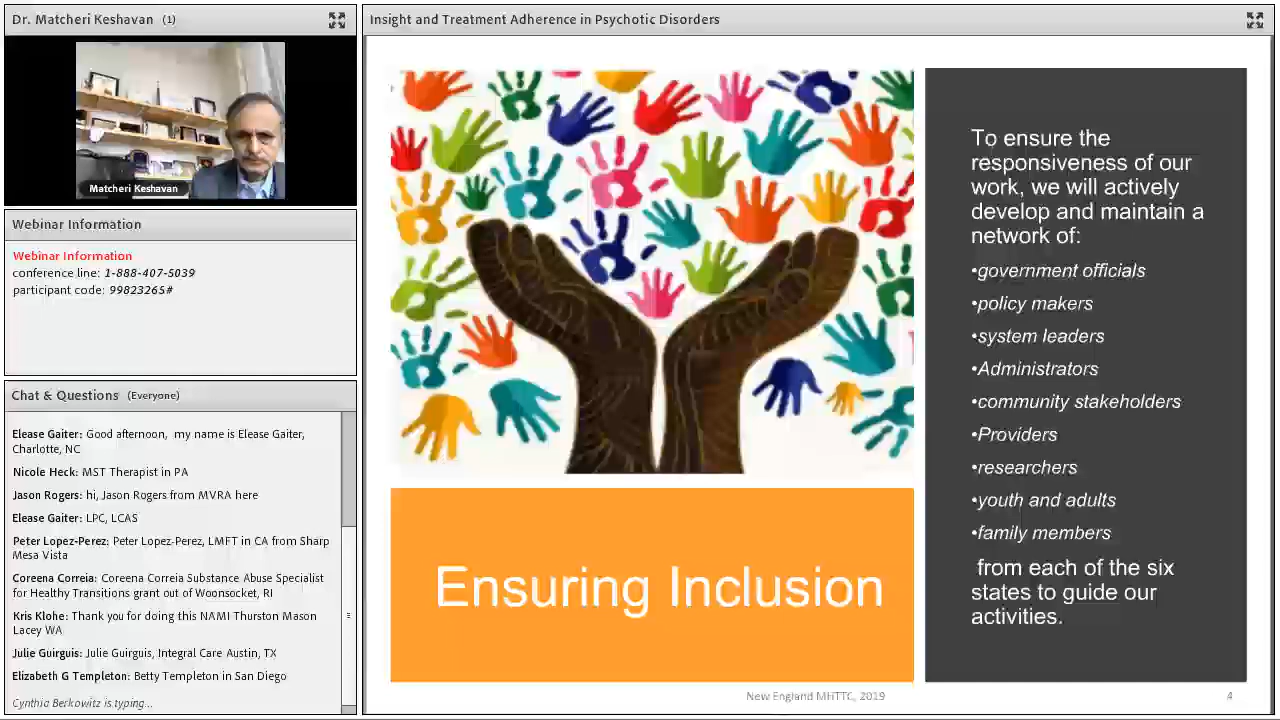 Dr. Matcheri Keshavan (1)
Matcheri Keshavan
Webinar Information
Webinar Information
conference line: 1-888-407-5039
participant code: 99823265#
Chat & Questions (Everyone)
Elease Gaiter: Good afternoon, my name is Elease Gaiter,
Charlotte, NC
Nicole Heck: MST Therapist in PA
Jason Rogers: hi, Jason Rogers from MVRA here
Elease Gaiter: LPC, LCAS
Peter Lopez-Perez: Peter Lopez-Perez, LMFT in CA from Sharp
Mesa Vista
Coreena Correia: Coreena Correia Substance Abuse Specialist
for Healthy Transitions grant out of Woonsocket, RI
Kris Klohe: Thank you for doing this NAMI Thurston Mason
Lacey WA
Julie Guirguis: Julie Guirguis, Integral Care Austin, TX
Elizabeth G Templeton: Betty Templeton in San Diego
Cynthia Berkowitz is typing...
Insight and Treatment Adherence in Psychotic Disorders
Ensuring Inclusion
To ensure the
responsiveness of our
work, we will actively
develop and maintain a
network of:
•government officials
•policy makers
•system leaders
•Administrators
•community stakeholders
•Providers
•researchers
•youth and adults
•family members
from each of the six
states to guide our
activities.
New England MHTTC, 2019
4